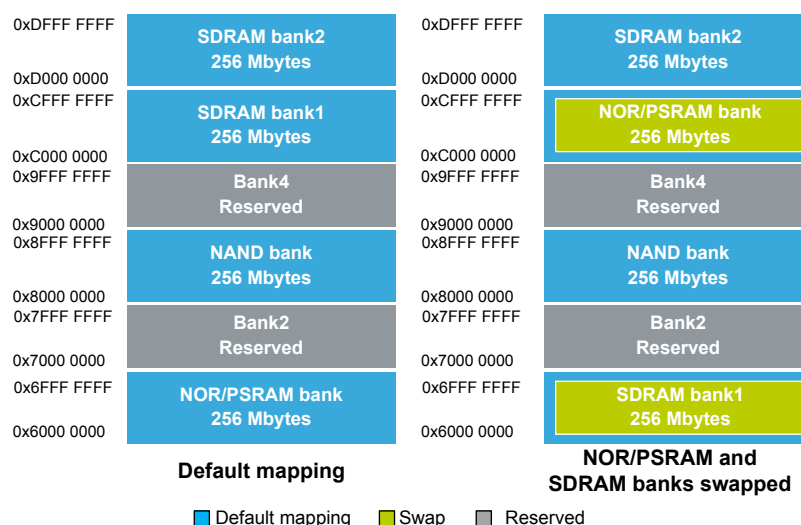 0xDFFF FFFF
SDRAM bank2
256 Mbytes
0xD000 0000
0xCFFF FFFF
SDRAM bank1
256 Mbytes
0xC000 0000
0x9FFF FFFF
Bank4
Reserved
0x9000 0000
0x8FFF FFFF
NAND bank
256 Mbytes
0x8000 0000
0x7FFF FFFF
Bank2
Reserved
0x7000 0000
0x6FFF FFFF
NOR/PSRAM bank
256 Mbytes
0x6000 0000
Default mapping
0xDFFF FFFF
SDRAM bank2
256 Mbytes
0xD000 0000
0xCFFF FFFF
NOR/PSRAM bank
256 Mbytes
0xC000 0000
0x9FFF FFFF
Bank4
Reserved
0x9000 0000
0x8FFF FFFF
NAND bank
256 Mbytes
0x8000 0000
0x7FFF FFFF
Bank2
Reserved
0x7000 0000
0x6FFF FFFF
SDRAM bank1
256 Mbytes
0x6000 0000
NOR/PSRAM and
SDRAM banks swapped
Default mapping
Swap
Reserved